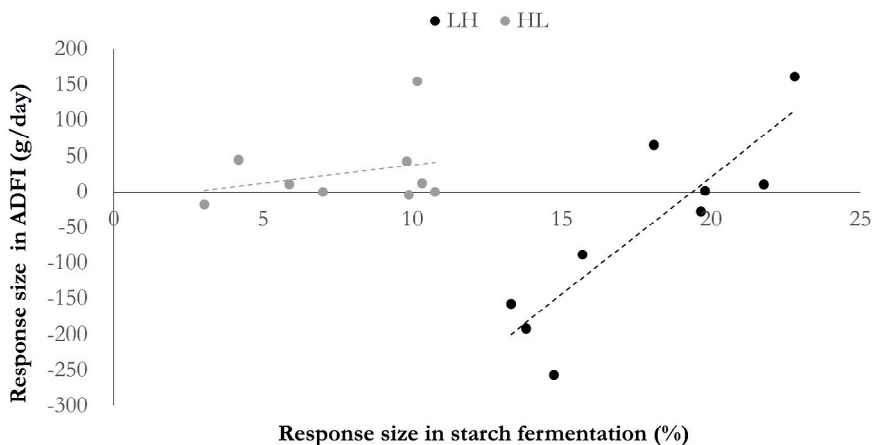 LH HL
200
150
100
50
0
-50
-100
-150
-200
-250
-300
0 5 10 15 20 25
Response size in ADFI (g/day)
Response size in starch fermentation (%)